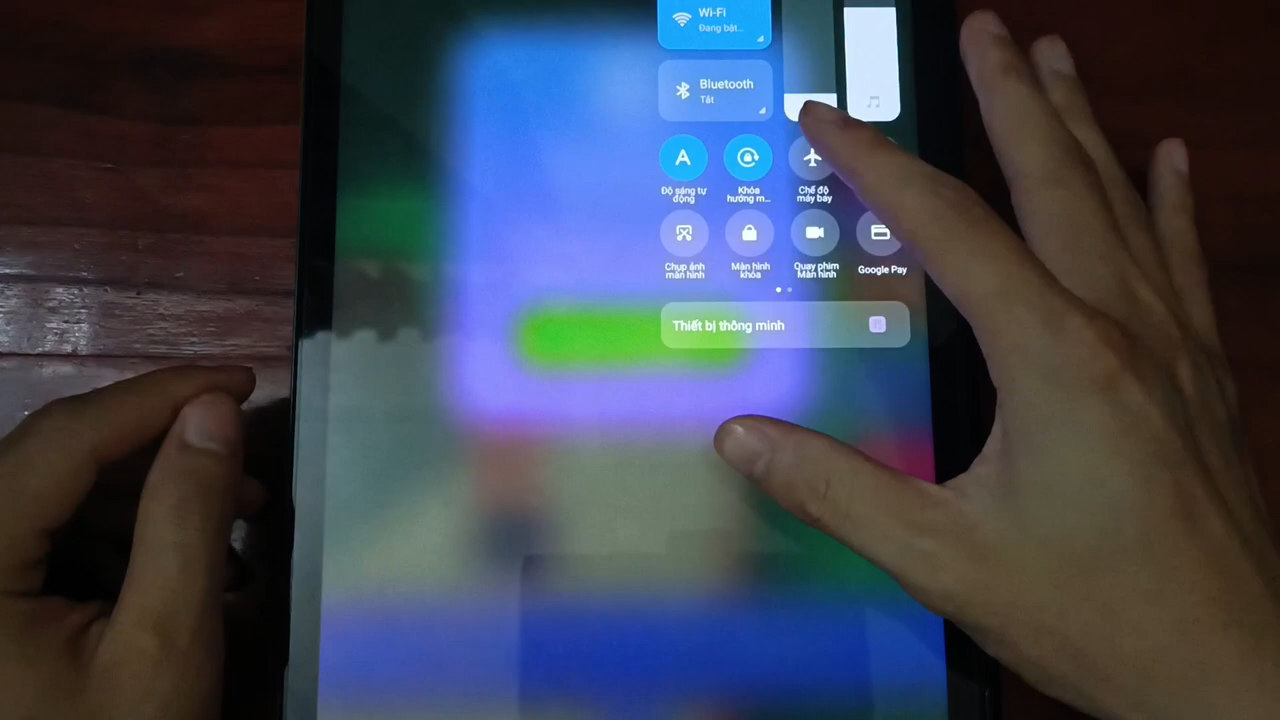 Wi-Fi
Đang bật...
Bluetooth
Tắt
A
Độ sáng tự
động
Khóa
hướng m...
Chế độ
máy bay
Chụp ảnh
màn hình
Màn hình
khóa
Quay phim
Màn hình
Google Pay
Thiết bị thông minh